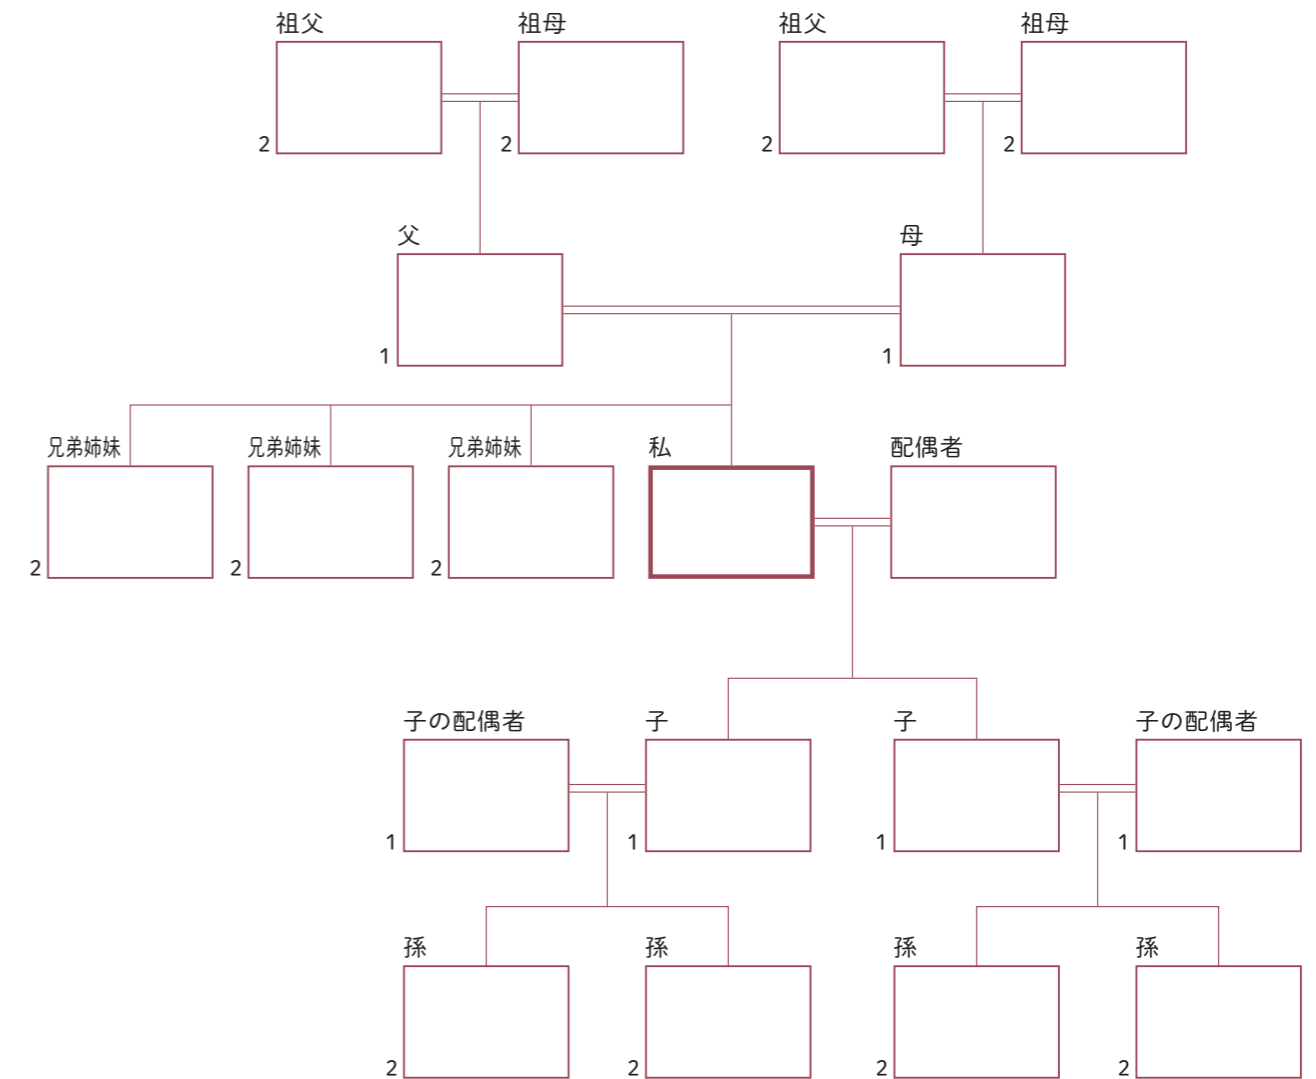 祖父 祖母 祖父 祖母
2 2 2 2
父 母
1 1
兄弟姉妹 兄弟姉妹 兄弟姉妹 私 配偶者
2 2 2
子の配偶者 子 子 子の配偶者
1 1 1 1
孫 孫 孫 孫
2 2 2 2